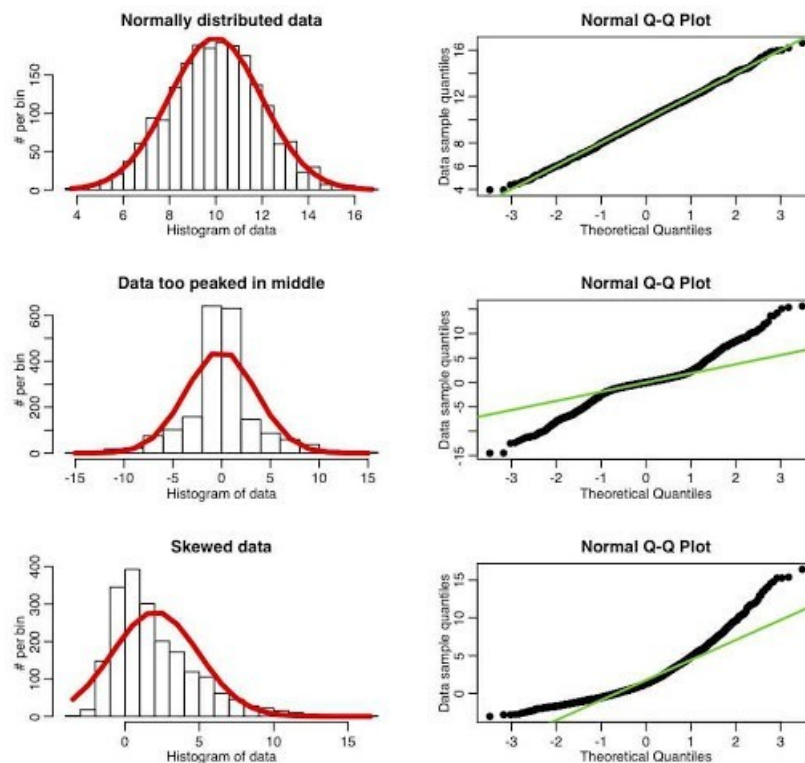 Normally distributed data
# per bin
0 50 100 150
4 6 8 10 12 14 16
Histogram of data
Normal Q-Q Plot
Data sample quantiles
4 8 12 16
-3 -2 -1 0 1 2 3
Theoretical Quantiles
Data too peaked in middle
# per bin
0 200 400 600
-15 -10 -5 0 5 10 15
Histogram of data
Normal Q-Q Plot
Data sample quantiles
-15 -5 0 5 10
-3 -2 -1 0 1 2 3
Theoretical Quantiles
Skewed data
# per bin
0 100 200 300 400
0 5 10 15
Histogram of data
Normal Q-Q Plot
Data sample quantiles
0 5 10 15
-3 -2 -1 0 1 2 3
Theoretical Quantiles